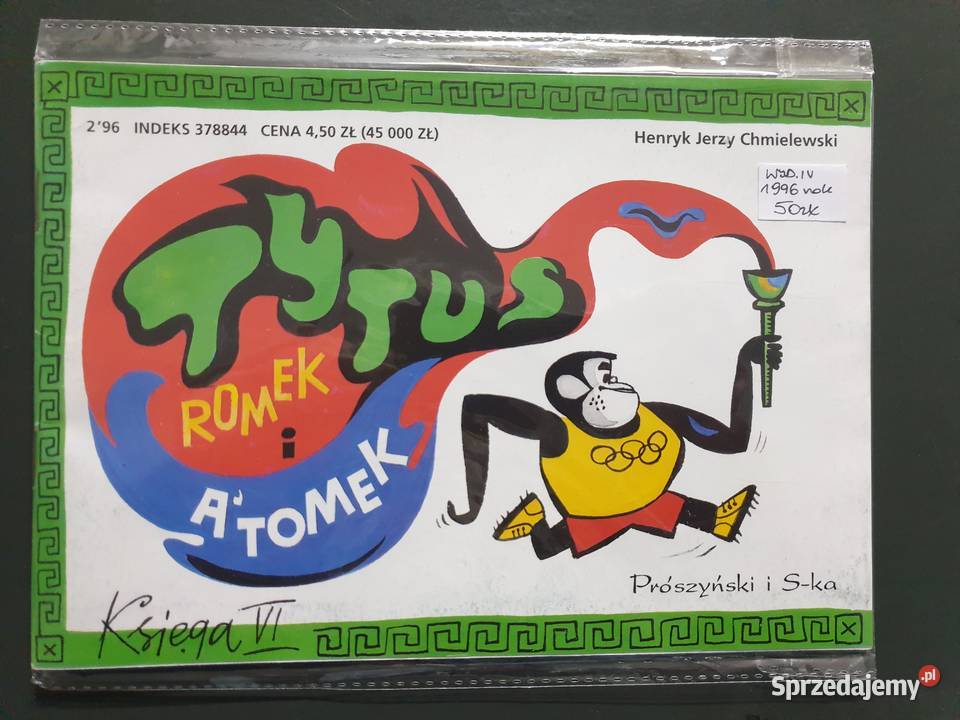 2'96 INDEKS 378844 CENA 4,50 ZŁ (45 000 ZŁ)
Henryk Jerzy Chmielewski
WYD. IV
1996 rok
50zł
TYTUS
ROMEK
i
A'TOMEK
Prószyński i S-ka
Księga VI
Sprzedajemy.pl